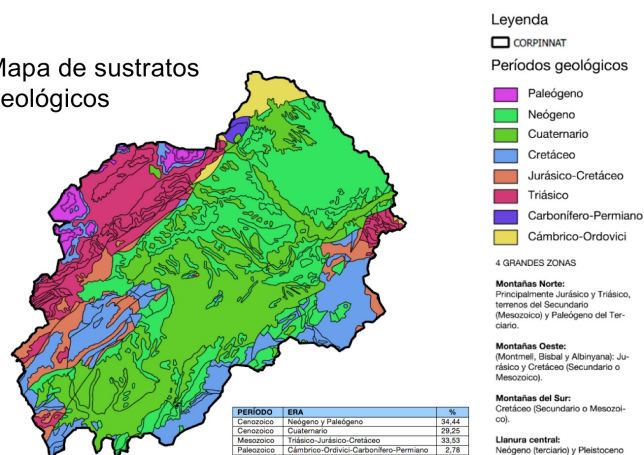 Mapa de sustratos
geológicos
Leyenda
CORPINNAT
Períodos geológicos
Paleógeno
Neógeno
Cuaternario
Cretáceo
Jurásico-Cretáceo
Triásico
Carbonífero-Permiano
Cámbrico-Ordovici
4 GRANDES ZONAS
Montañas Norte:
Principalmente Jurásico y Triásico,
terrenos del Secundario
(Mesozoico) y Paleógeno del Ter-
ciario.
Montañas Oeste:
(Montmell, Bisbal y Albinyana): Ju-
rásico y Cretáceo (Secundario o
Mesozoico).
Montañas del Sur:
Cretáceo (Secundario o Mesozoi-
co).
Llanura central:
Neógeno (terciario) y Pleistoceno
PERÍODO ERA %
Cenozoico Neógeno y Paleógeno 34,44
Cenozoico Cuaternario 29,25
Mesozoico Triásico-Jurásico-Cretáceo 33,53
Paleozoico Cámbrico-Ordivici-Carbonífero-Permiano 2,78